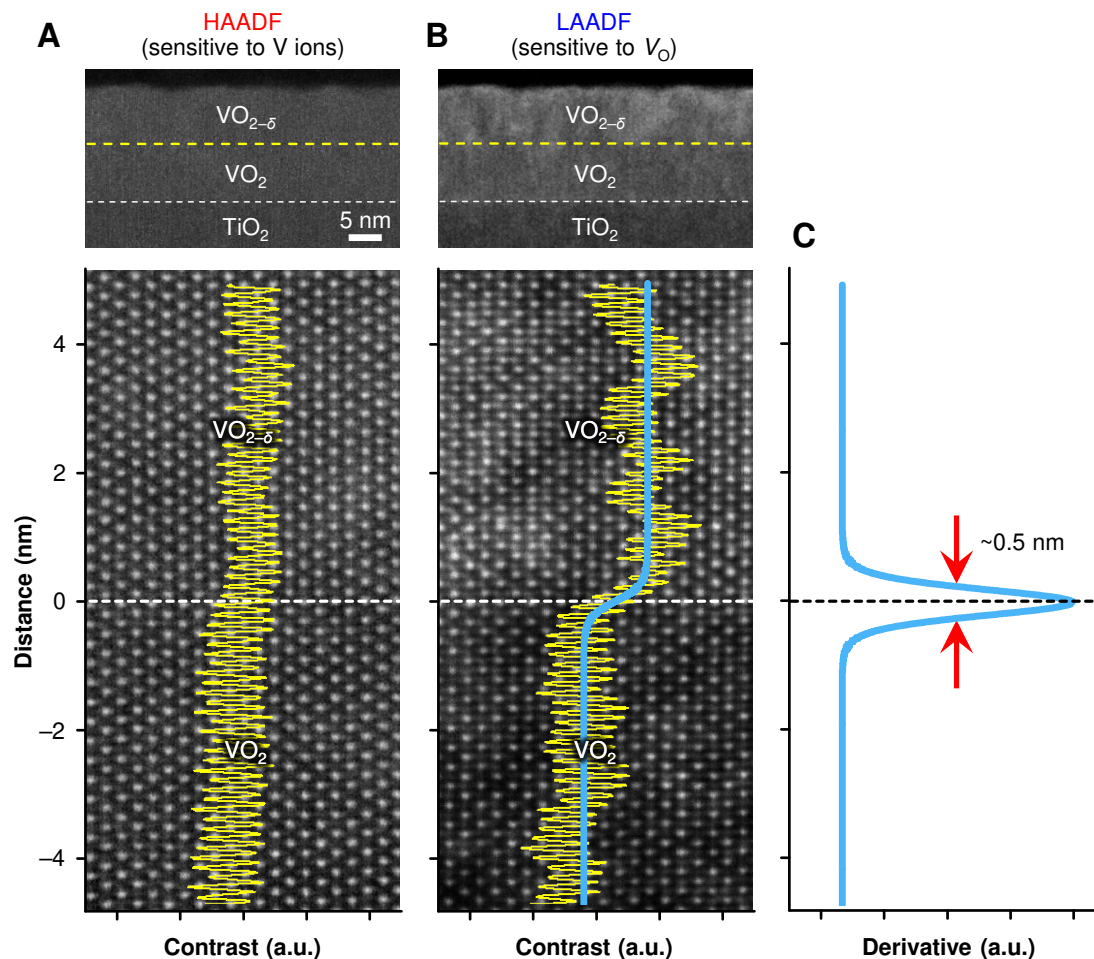 A
HAADF
(sensitive to V ions)
B
LAADF
(sensitive to VO)
VO2–δ
VO2
TiO2
5 nm
VO2–δ
VO2
TiO2
C
4
2
0
–2
–4
Distance (nm)
VO2–δ
VO2
VO2–δ
VO2
~0.5 nm
Contrast (a.u.)
Contrast (a.u.)
Derivative (a.u.)